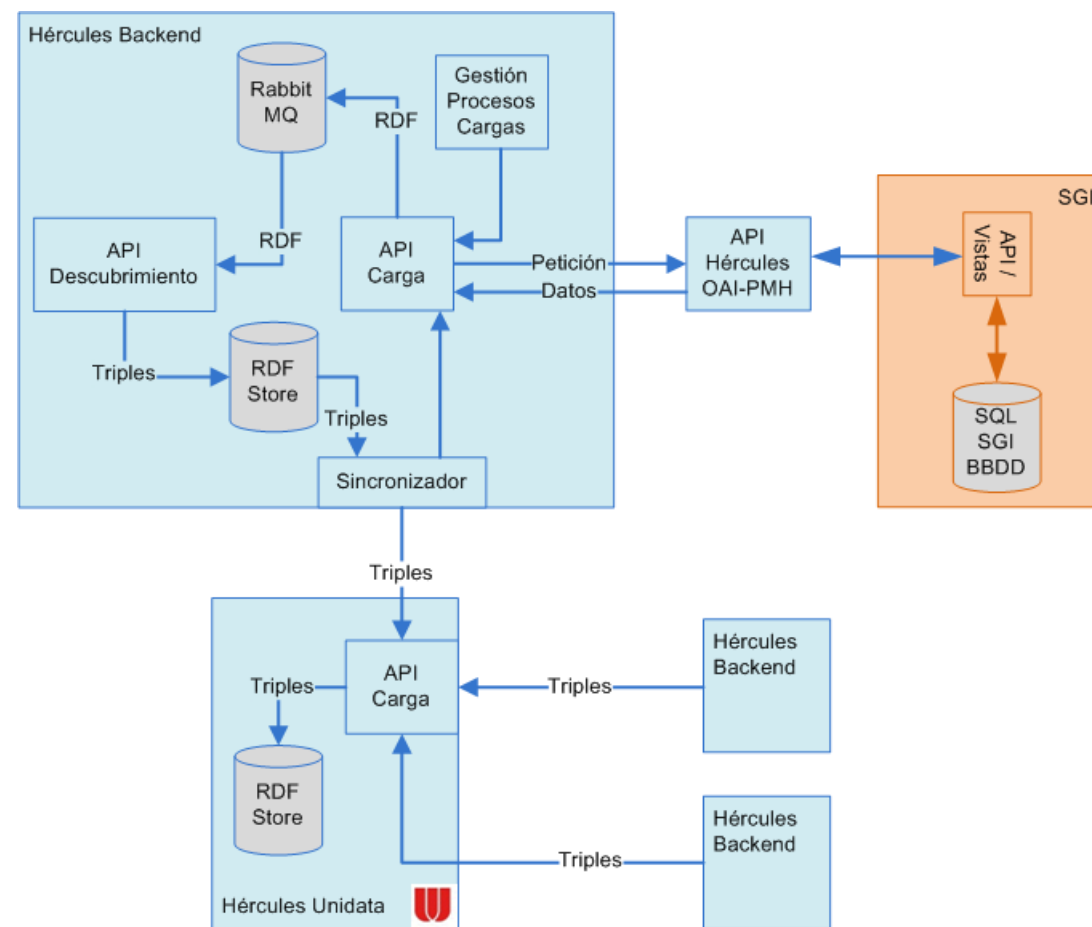 Hércules Backend
Rabbit
MQ
RDF
Gestión
Procesos
Cargas
RDF
API
Descubrimiento
API
Carga
Petición
Datos
API
Hércules
OAI-PMH
SGI
API /
Vistas
SQL
SGI
BBDD
Triples
RDF
Store
Triples
Sincronizador
Triples
API
Carga
Triples
RDF
Store
Triples
Hércules
Backend
Triples
Hércules
Backend
Hércules Unidata